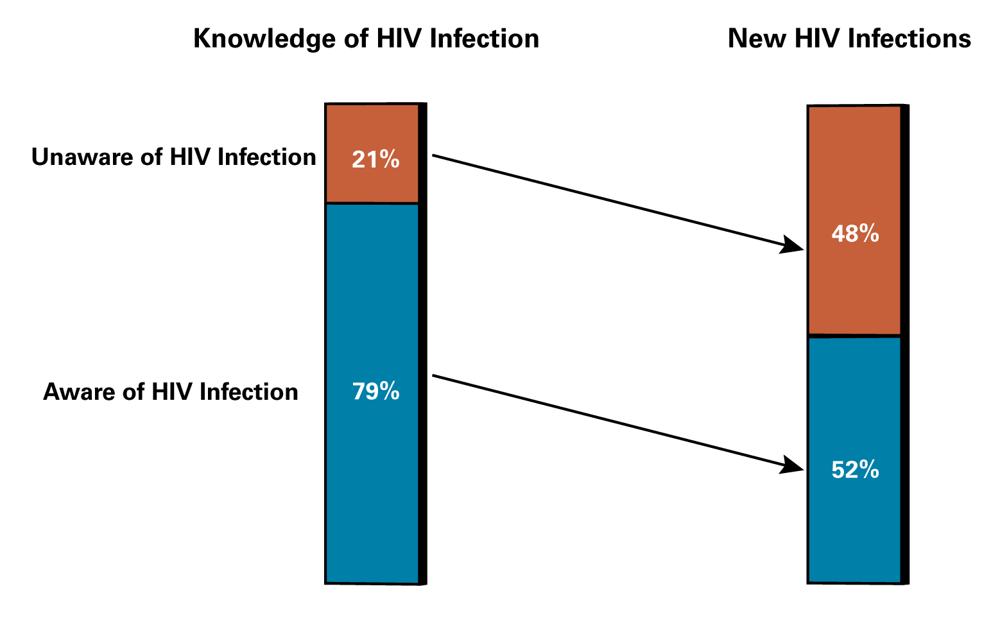 Knowledge of HIV Infection
New HIV Infections
Unaware of HIV Infection
21%
48%
Aware of HIV Infection
79%
52%